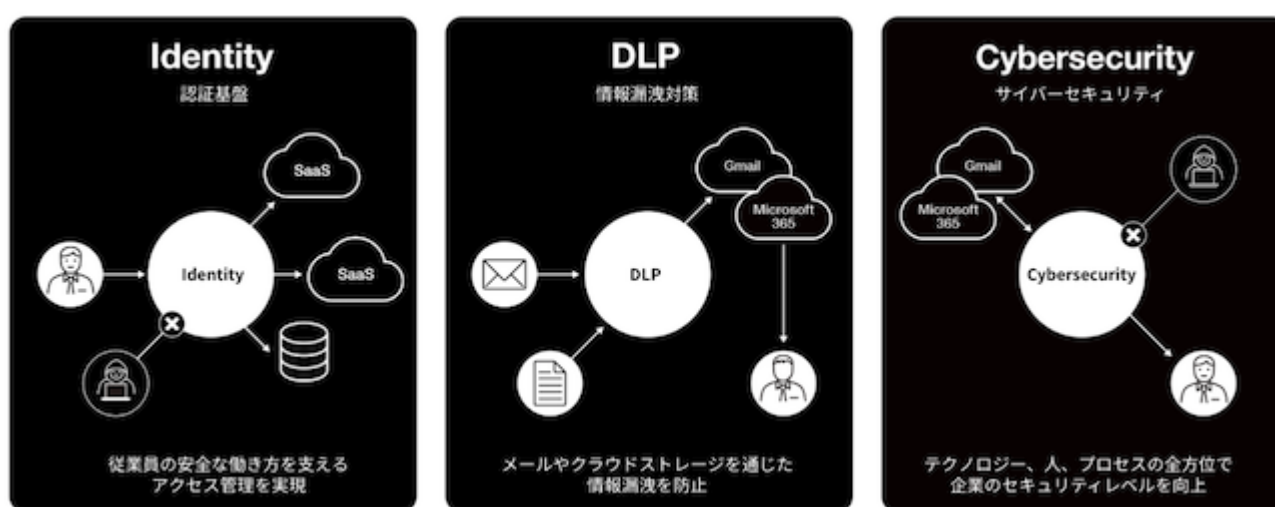 Identity
認証基盤
SaaS
SaaS
Identity
従業員の安全な働き方を支える
アクセス管理を実現
DLP
情報漏洩対策
Gmail
Microsoft
365
DLP
メールやクラウドストレージを通じた
情報漏洩を防止
Cybersecurity
サイバーセキュリティ
Gmail
Microsoft
365
Cybersecurity
テクノロジー、人、プロセスの全方位で
企業のセキュリティレベルを向上